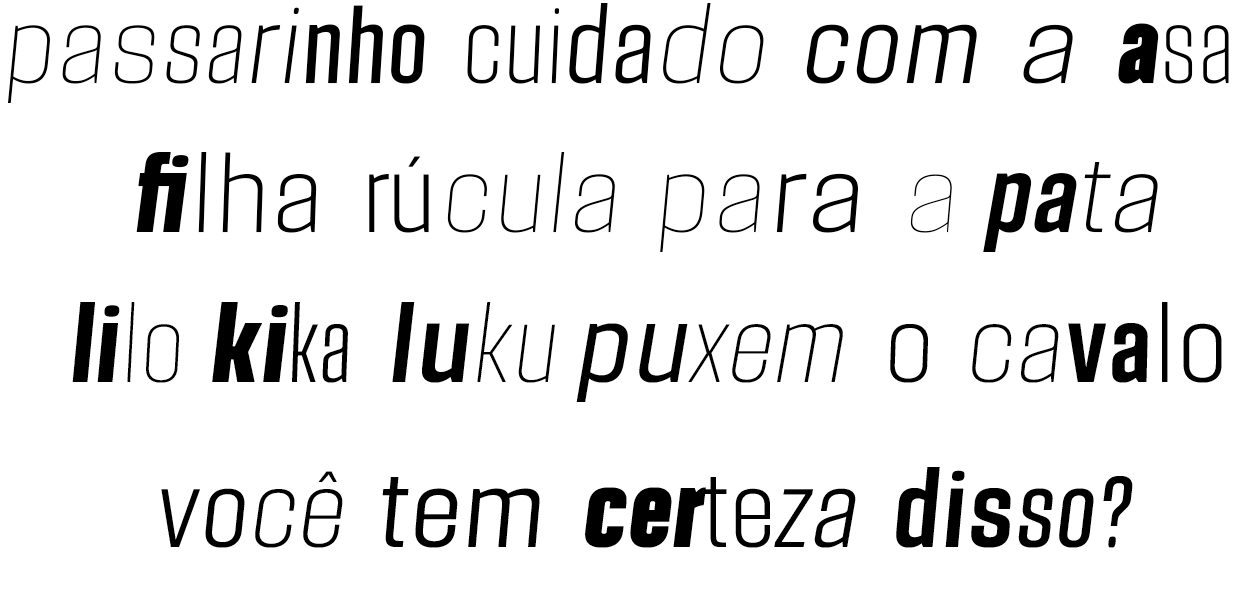 passarinho cuidado com a asa
filha rúcula para a pata
lilo kika luku puxem o cavalo
você tem certeza disso?